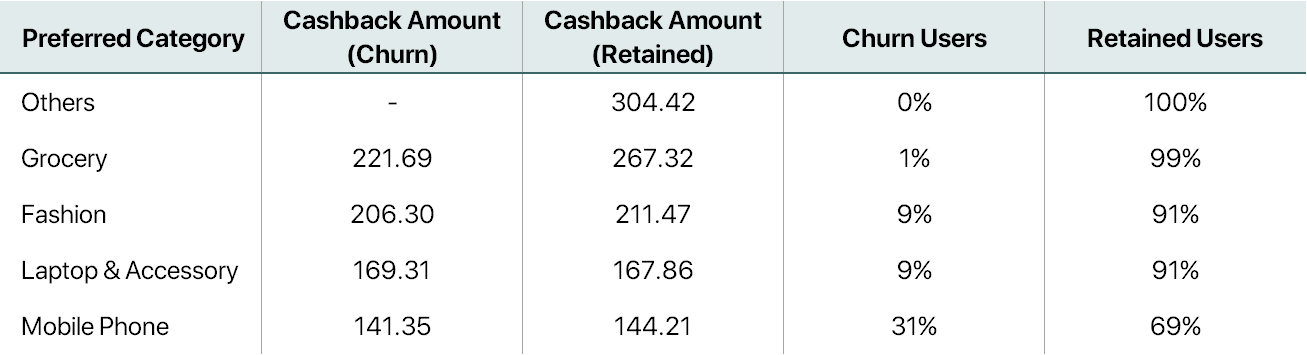 Preferred Category Cashback Amount (Churn) Cashback Amount (Retained) Churn Users Retained Users
Others - 304.42 0% 100%
Grocery 221.69 267.32 1% 99%
Fashion 206.30 211.47 9% 91%
Laptop & Accessory 169.31 167.86 9% 91%
Mobile Phone 141.35 144.21 31% 69%